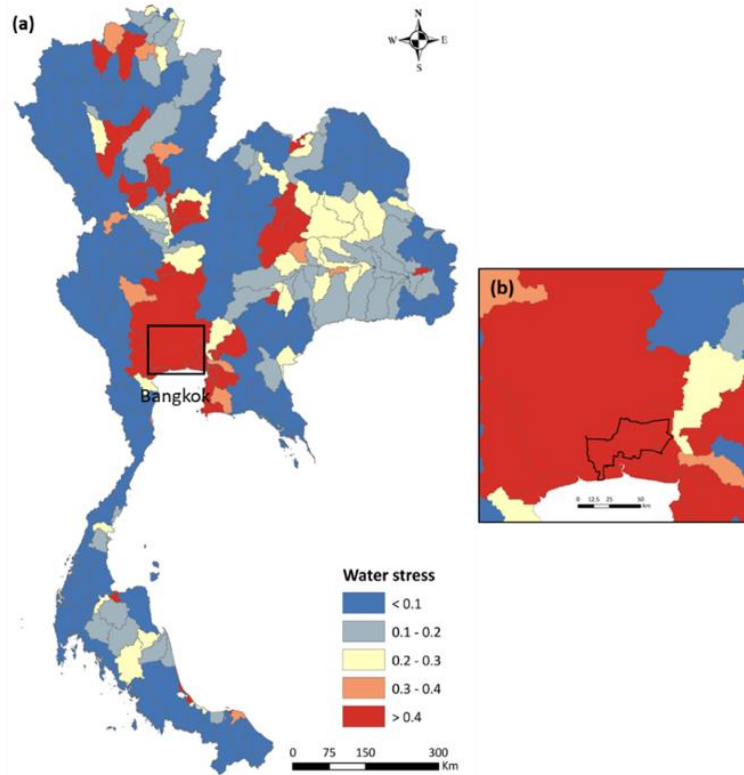 (a)
N
W E
S
Bangkok
Water stress
< 0.1
0.1 - 0.2
0.2 - 0.3
0.3 - 0.4
> 0.4
0 75 150 300
Km
(b)
0 12.5 25 50
Km